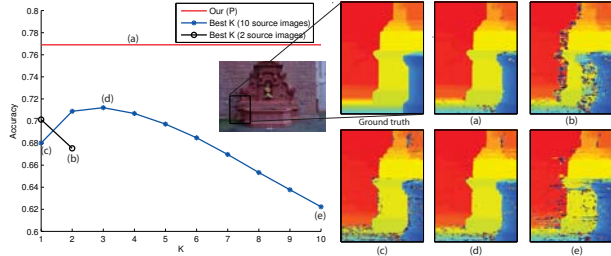 Our (P)
Best K (10 source images)
Best K (2 source images)
0.8
0.78
0.76
0.74
0.72
0.7
0.68
0.66
0.64
0.62
0.6
Accuracy
1
2
3
4
5
6
7
8
9
10
K
(a)
(d)
(c)
(b)
(e)
Ground truth
(a)
(b)
(c)
(d)
(e)